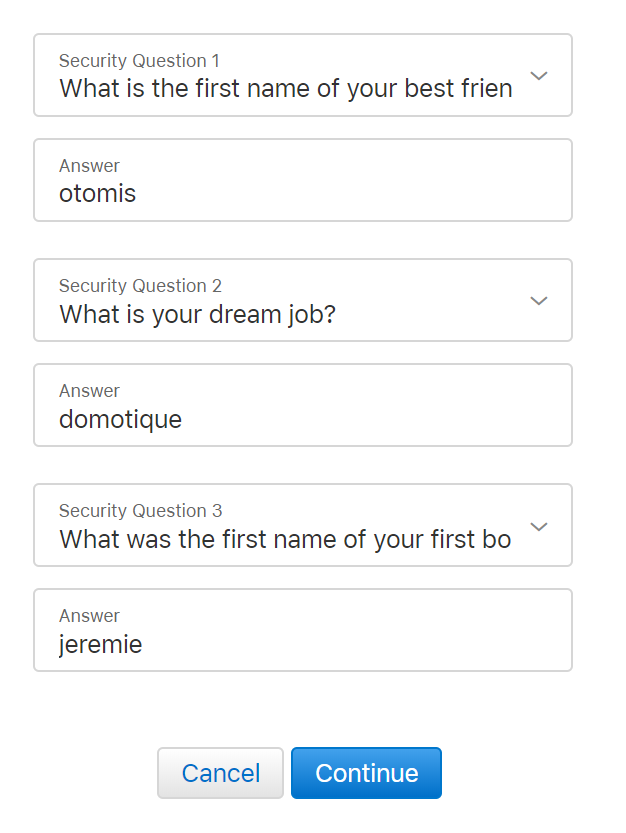 Security Question 1
What is the first name of your best frien
Answer
otomis
Security Question 2
What is your dream job?
Answer
domotique
Security Question 3
What was the first name of your first bo
Answer
jeremie
Cancel Continue